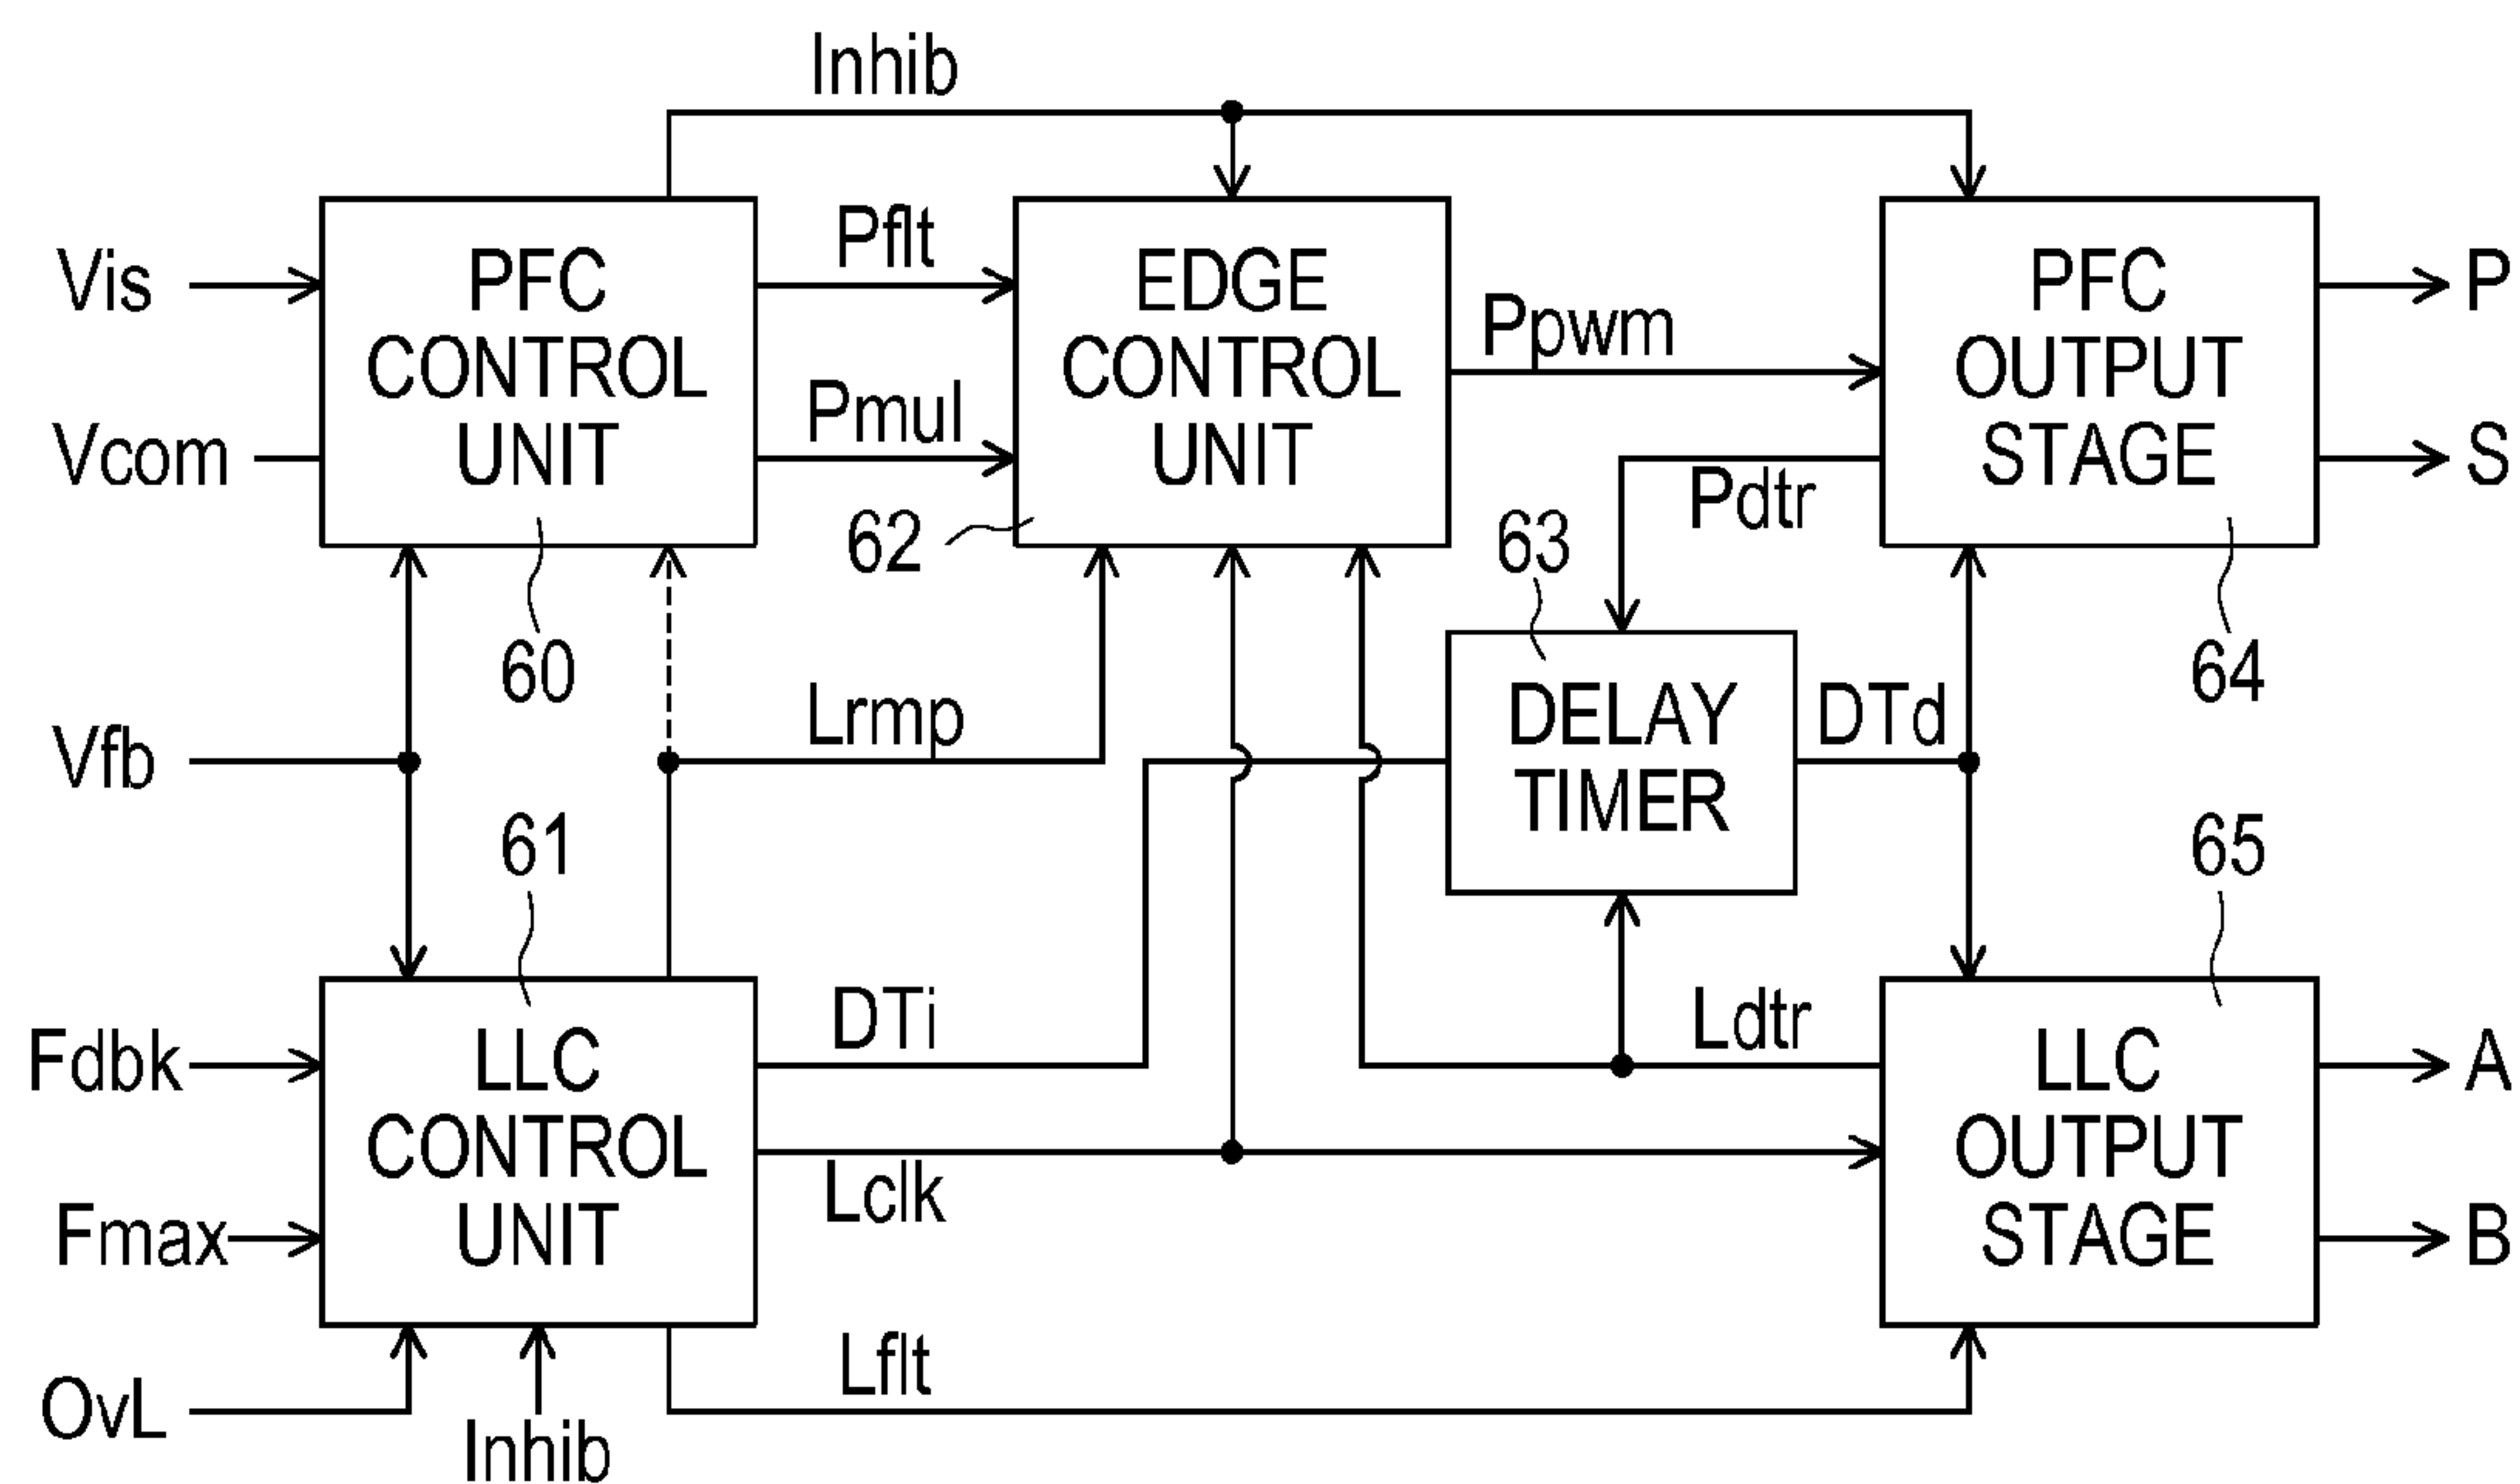 Inhib
Vis
Vcom
PFC
CONTROL
UNIT
Pflt
Pmul
EDGE
CONTROL
UNIT
Ppwm
PFC
OUTPUT
STAGE
P
S
Pdtr
62
63
60
64
Vfb
Lrmp
DELAY
TIMER
DTd
61
65
Fdbk
Fmax
LLC
CONTROL
UNIT
DTi
Lclk
Ldtr
LLC
OUTPUT
STAGE
A
B
OvL
Inhib
Lflt